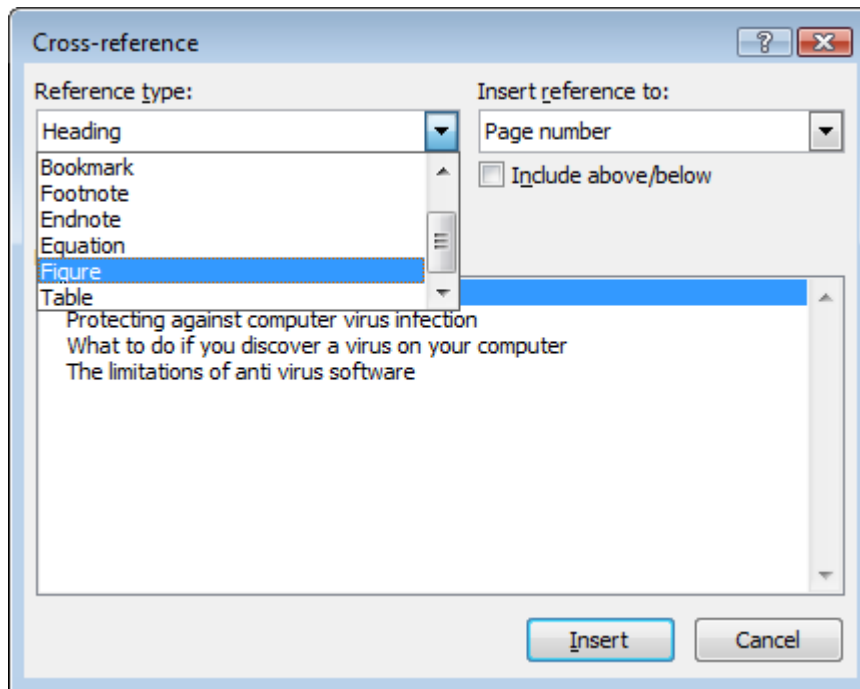 Cross-reference
Reference type:
Insert reference to:
Heading
Page number
Include above/below
Bookmark
Footnote
Endnote
Equation
Figure
Table
Protecting against computer virus infection
What to do if you discover a virus on your computer
The limitations of anti virus software
Insert
Cancel